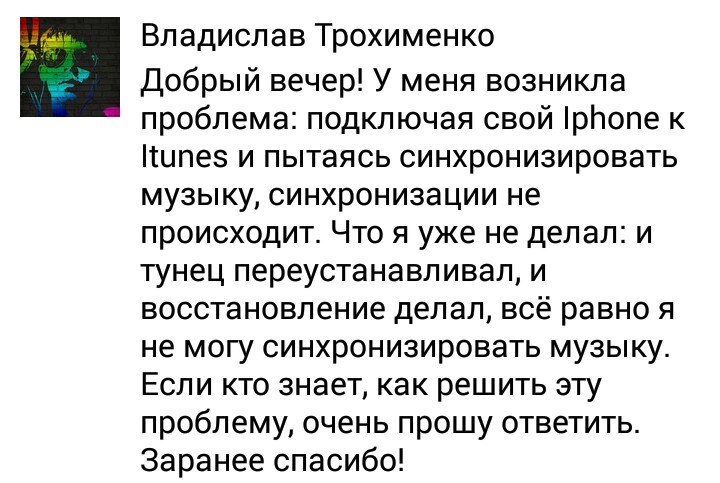 Владислав Трохименко
Добрый вечер! У меня возникла
проблема: подключая свой Iphone к
Itunes и пытаясь синхронизировать
музыку, синхронизации не
происходит. Что я уже не делал: и
тунец переустанавливал, и
восстановление делал, всё равно я
не могу синхронизировать музыку.
Если кто знает, как решить эту
проблему, очень прошу ответить.
Заранее спасибо!